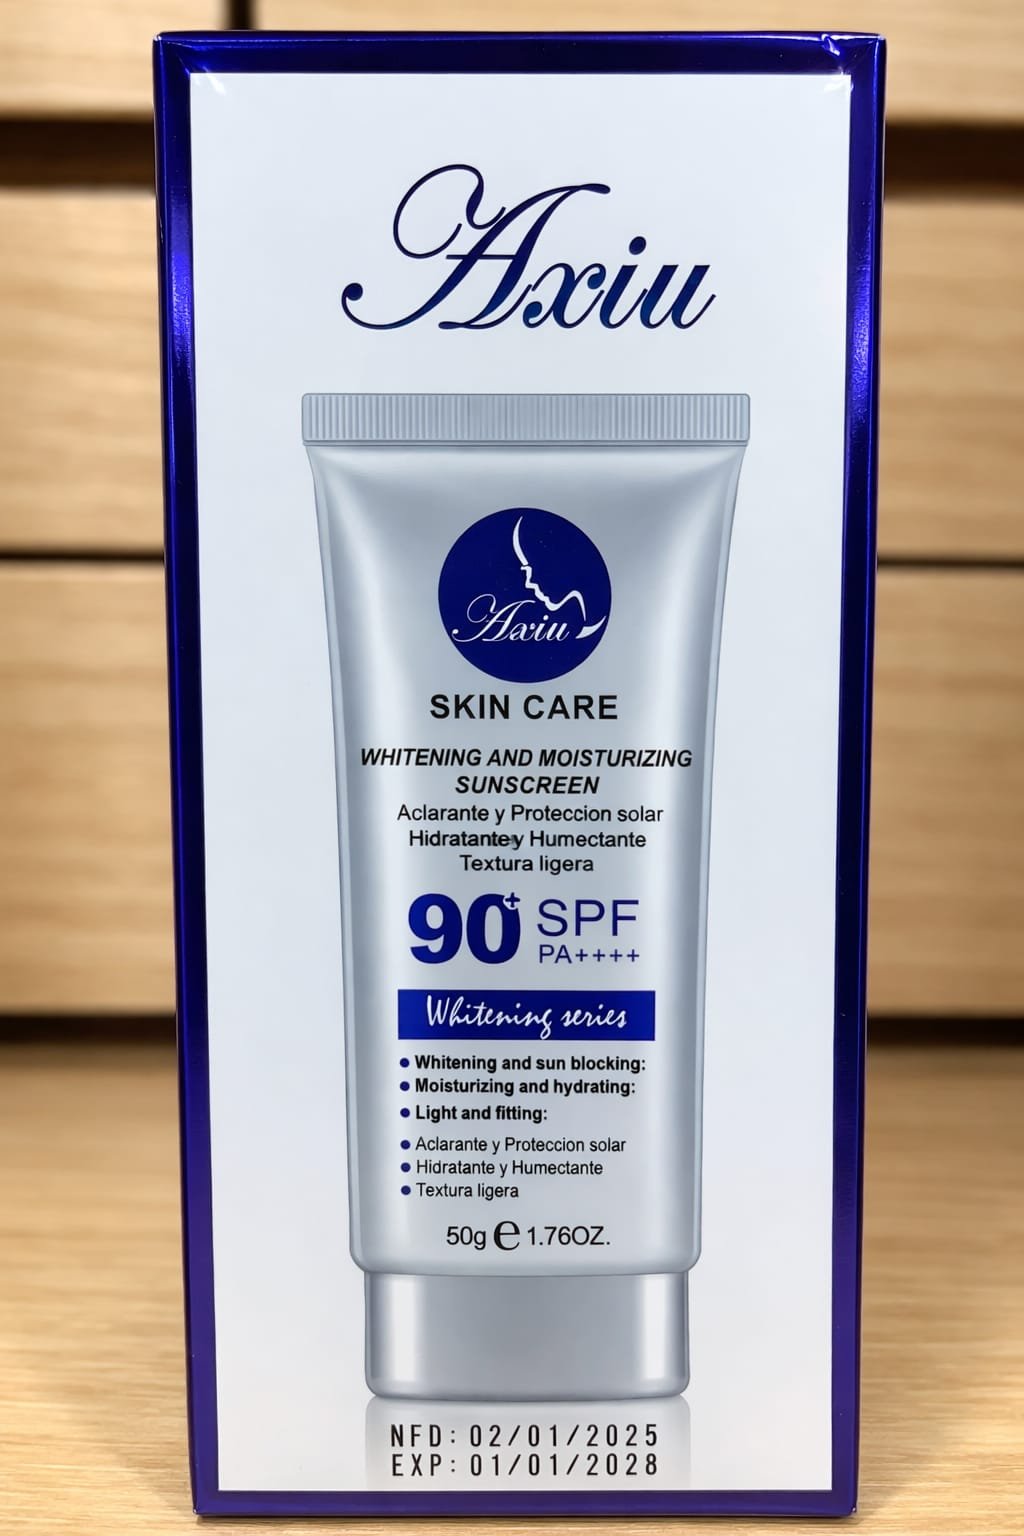 Axiu
Axiu
SKIN CARE
WHITENING AND MOISTURIZING
SUNSCREEN
Aclarante y Proteccion solar
Hidratante y Humectante
Textura ligera
90+ SPF
PA++++
Whitening series
• Whitening and sun blocking:
• Moisturizing and hydrating:
• Light and fitting:
• Aclarante y Proteccion solar
• Hidratante y Humectante
• Textura ligera
50g e 1.76OZ.
NFD: 02/01/2025
EXP: 01/01/2028